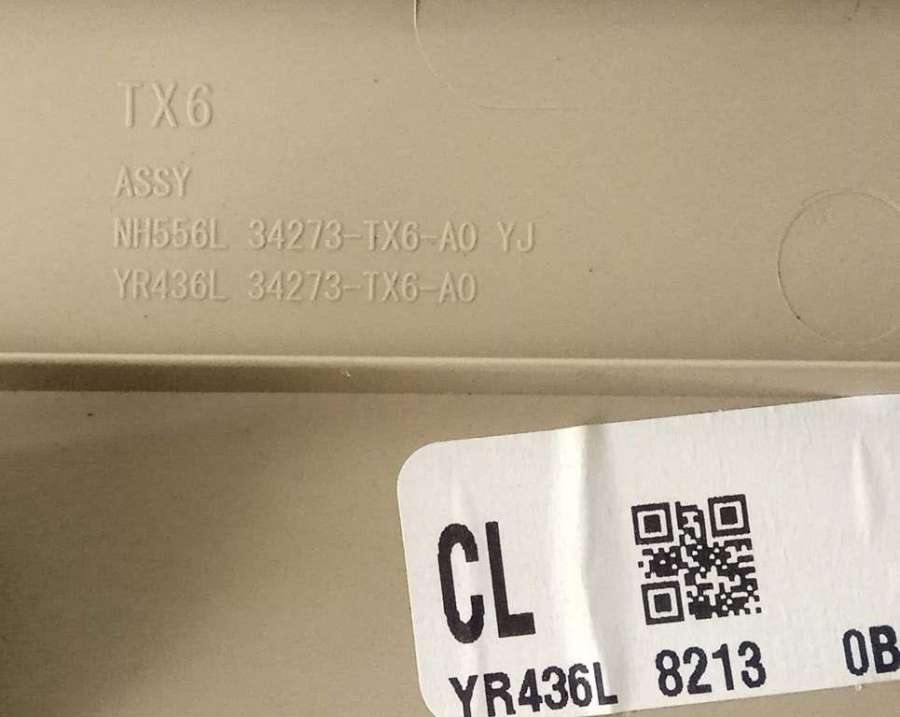 TX6
ASSY
NH556L 34273-TX6-A0 YJ
YR436L 34273-TX6-A0
CL
YR436L 8213 0B